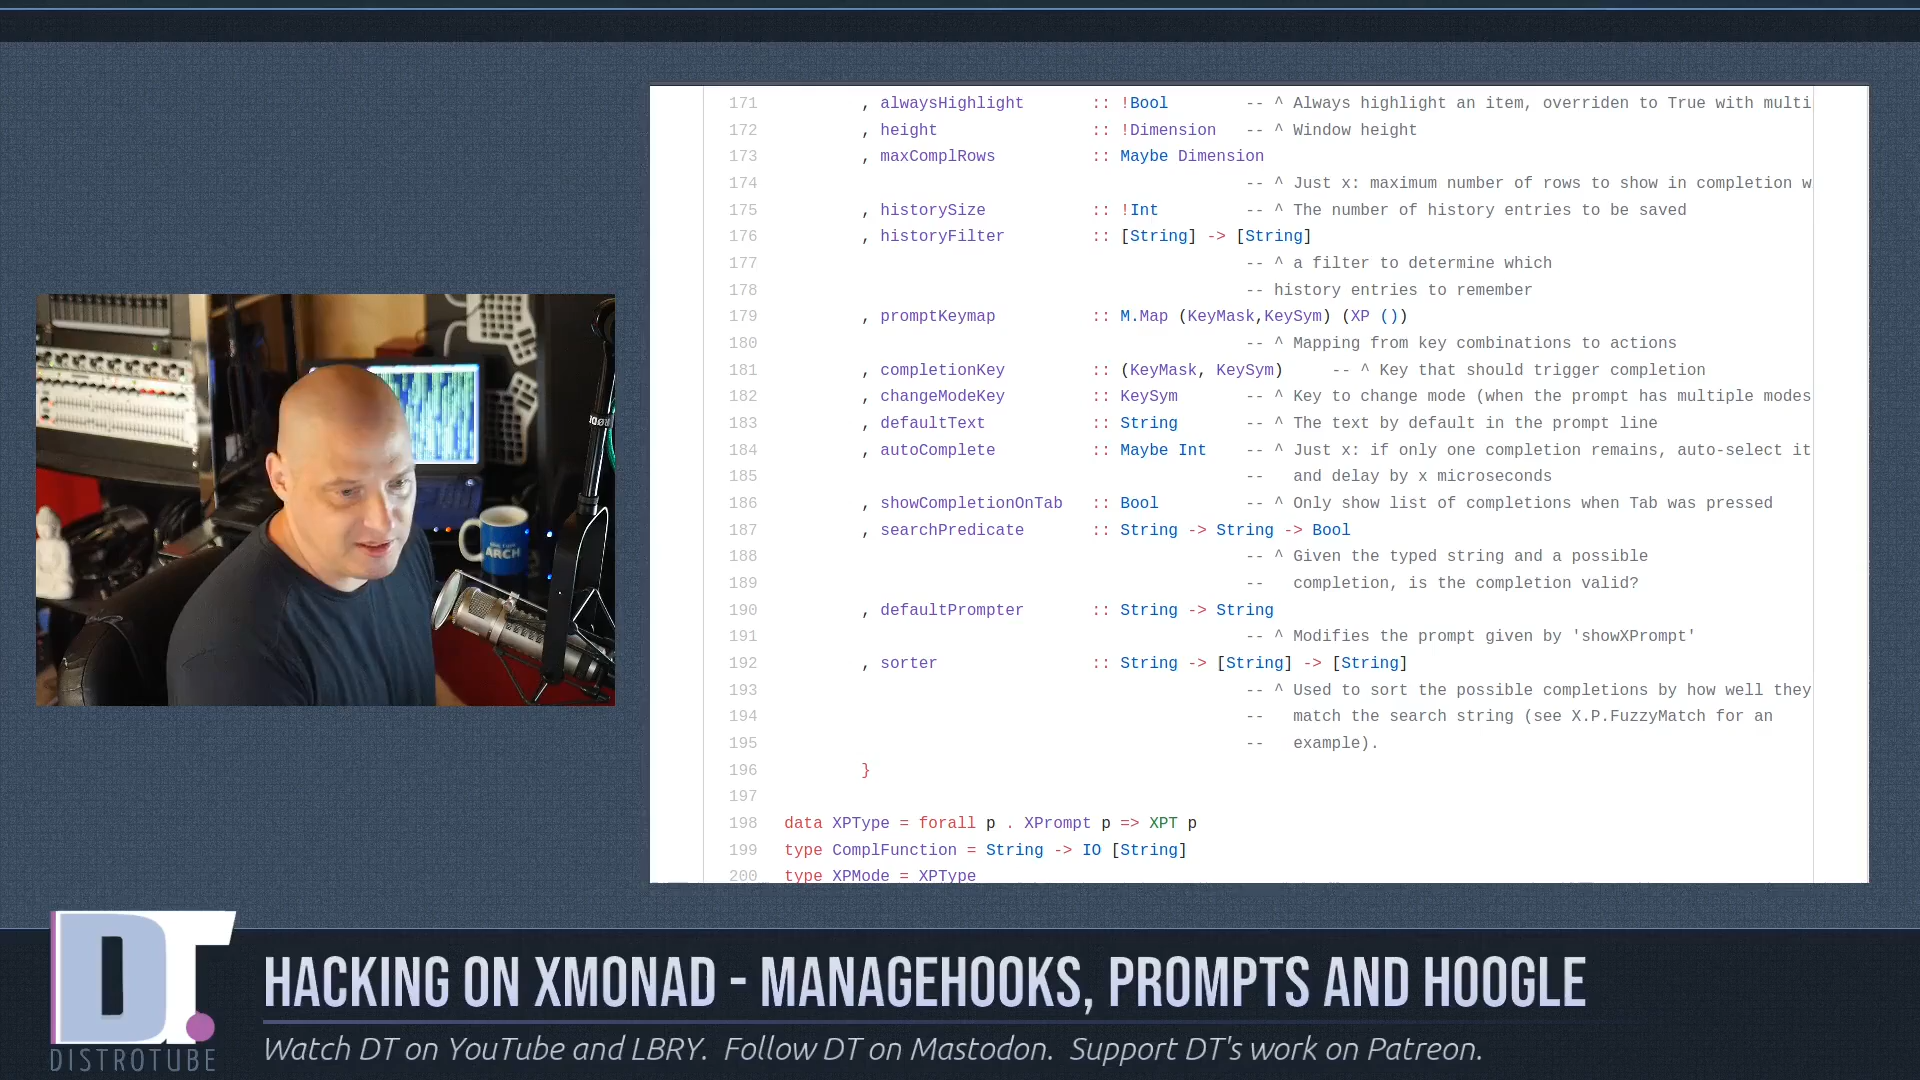 171 , alwaysHighlight :: !Bool -- ^ Always highlight an item, overriden to True with multi
172 , height :: !Dimension -- ^ Window height
173 , maxComplRows :: Maybe Dimension
174 -- ^ Just x: maximum number of rows to show in completion w
175 , historySize :: !Int -- ^ The number of history entries to be saved
176 , historyFilter :: [String] -> [String]
177 -- ^ a filter to determine which
178 -- history entries to remember
179 , promptKeymap :: M.Map (KeyMask,KeySym) (XP ())
180 -- ^ Mapping from key combinations to actions
181 , completionKey :: (KeyMask, KeySym) -- ^ Key that should trigger completion
182 , changeModeKey :: KeySym -- ^ Key to change mode (when the prompt has multiple modes
183 , defaultText :: String -- ^ The text by default in the prompt line
184 , autoComplete :: Maybe Int -- ^ Just x: if only one completion remains, auto-select it
185 -- and delay by x microseconds
186 , showCompletionOnTab :: Bool -- ^ Only show list of completions when Tab was pressed
187 , searchPredicate :: String -> String -> Bool
188 -- ^ Given the typed string and a possible
189 -- completion, is the completion valid?
190 , defaultPrompter :: String -> String
191 -- ^ Modifies the prompt given by 'showXPrompt'
192 , sorter :: String -> [String] -> [String]
193 -- ^ Used to sort the possible completions by how well they
194 -- match the search string (see X.P.FuzzyMatch for an
195 -- example).
196 }
197
198 data XPType = forall p . XPrompt p => XPT p
199 type ComplFunction = String -> IO [String]
200 type XPMode = XPType
RØDE
ARCH
DT
DISTROTUBE
HACKING ON XMONAD - MANAGEHOOKS, PROMPTS AND HOOGLE
Watch DT on YouTube and LBRY. Follow DT on Mastodon. Support DT's work on Patreon.